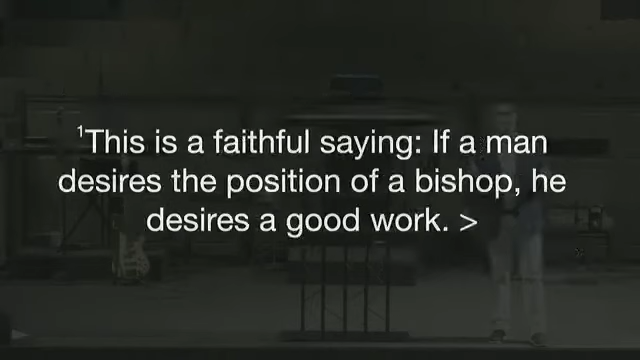 ¹This is a faithful saying: If a man
desires the position of a bishop, he
desires a good work. >